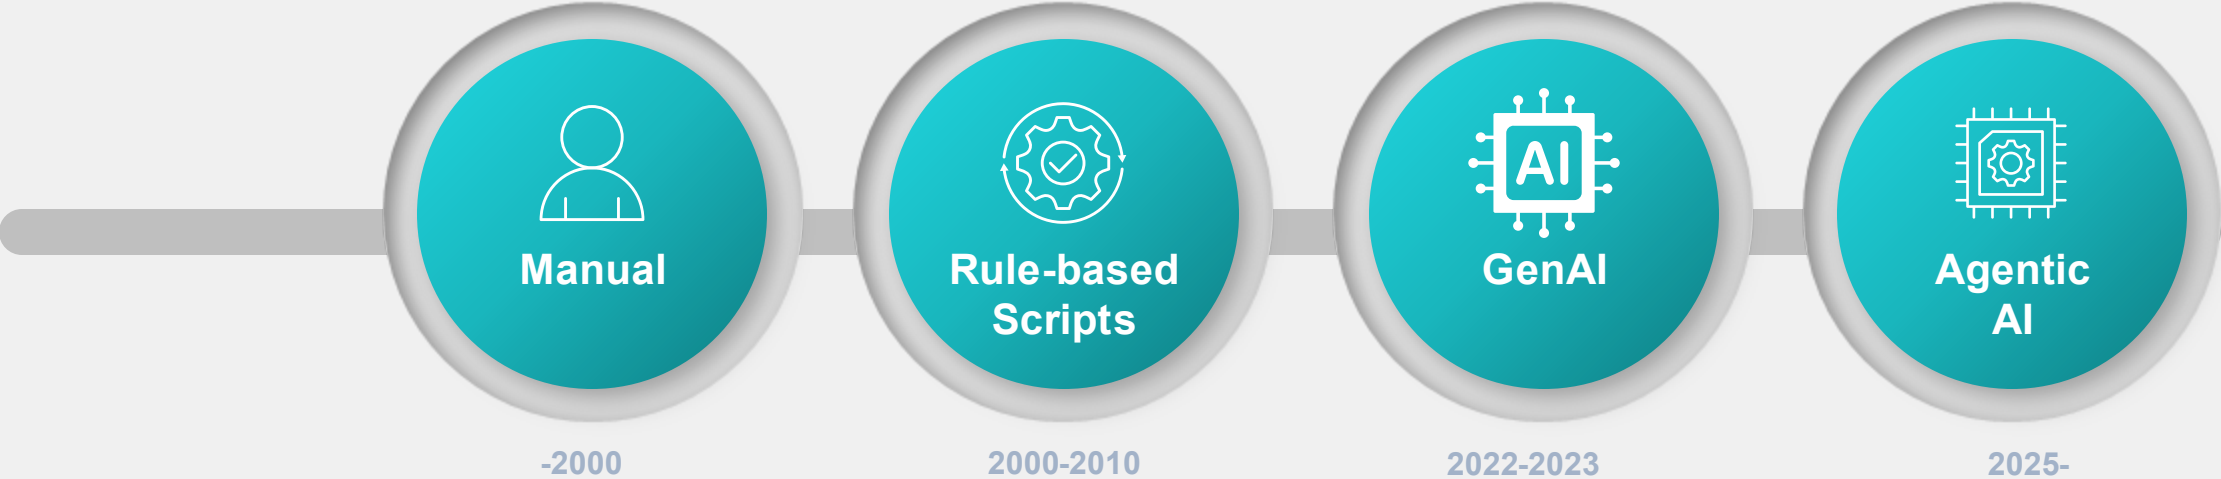 AI
Manual
Rule-based
Scripts
GenAI
Agentic
AI
-2000
2000-2010
2022-2023
2025-